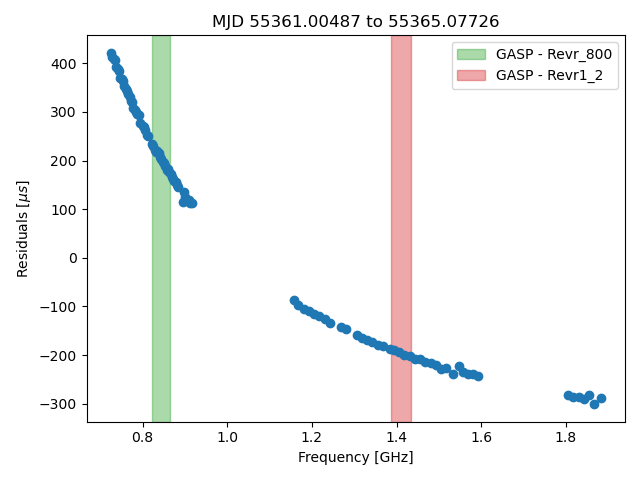 MJD 55361.00487 to 55365.07726
GASP - Revr_800
GASP - Revr1_2
Residuals [μs]
400
300
200
100
0
−100
−200
−300
0.8
1.0
1.2
1.4
1.6
1.8
Frequency [GHz]